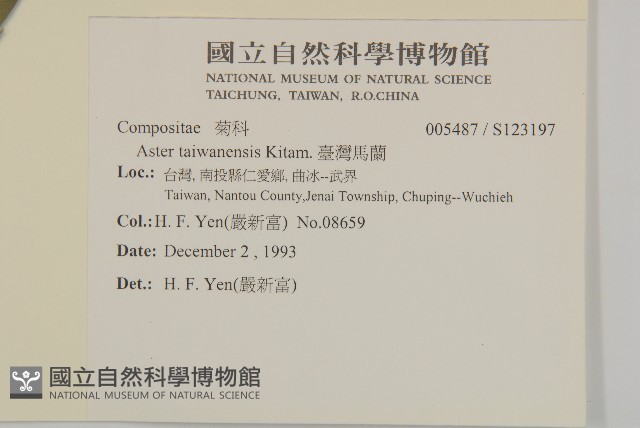 國立自然科學博物館
NATIONAL MUSEUM OF NATURAL SCIENCE
TAICHUNG, TAIWAN, R.O.CHINA
Compositae 菊科 005487 / S123197
Aster taiwanensis Kitam. 臺灣馬蘭
Loc.: 台灣, 南投縣仁愛鄉, 曲冰--武界
Taiwan, Nantou County,Jenai Township, Chuping--Wuchieh
Col.:H. F. Yen(嚴新富) No.08659
Date: December 2 , 1993
Det.: H. F. Yen(嚴新富)
國立自然科學博物館
NATIONAL MUSEUM OF NATURAL SCIENCE